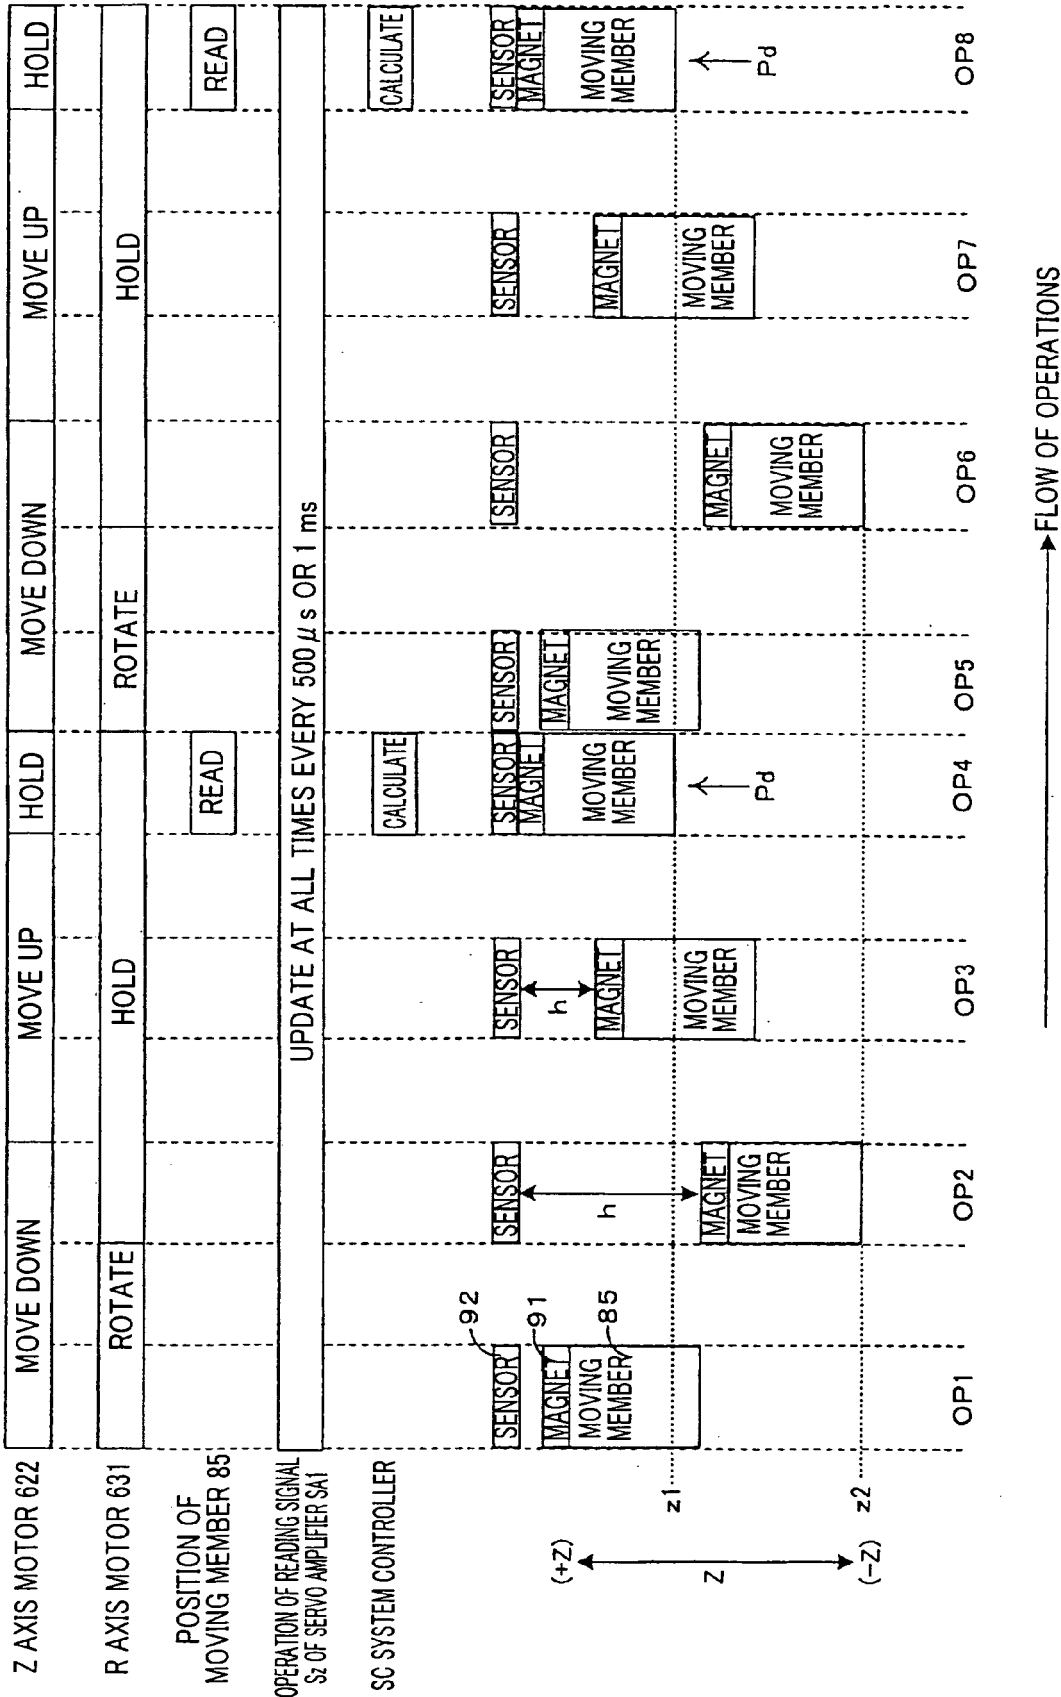 Z AXIS MOTOR 622
MOVE DOWN
MOVE UP
HOLD
MOVE DOWN
MOVE UP
HOLD
R AXIS MOTOR 631
ROTATE
HOLD
ROTATE
HOLD
POSITION OF
MOVING MEMBER 85
READ
READ
OPERATION OF READING SIGNAL
Sz OF SERVO AMPLIFIER SA1
UPDATE AT ALL TIMES EVERY 500 μs OR 1 ms
SC SYSTEM CONTROLLER
CALCULATE
CALCULATE
(+Z)
Z
(-Z)
z1
z2
SENSOR
MAGNET
MOVING
MEMBER
92
91
85
OP1
SENSOR
h
MAGNET
MOVING
MEMBER
OP2
SENSOR
h
MAGNET
MOVING
MEMBER
OP3
SENSOR
MAGNET
MOVING
MEMBER
Pd
OP4
SENSOR
MAGNET
MOVING
MEMBER
OP5
SENSOR
MAGNET
MOVING
MEMBER
OP6
SENSOR
MAGNET
MOVING
MEMBER
OP7
SENSOR
MAGNET
MOVING
MEMBER
Pd
OP8
FLOW OF OPERATIONS